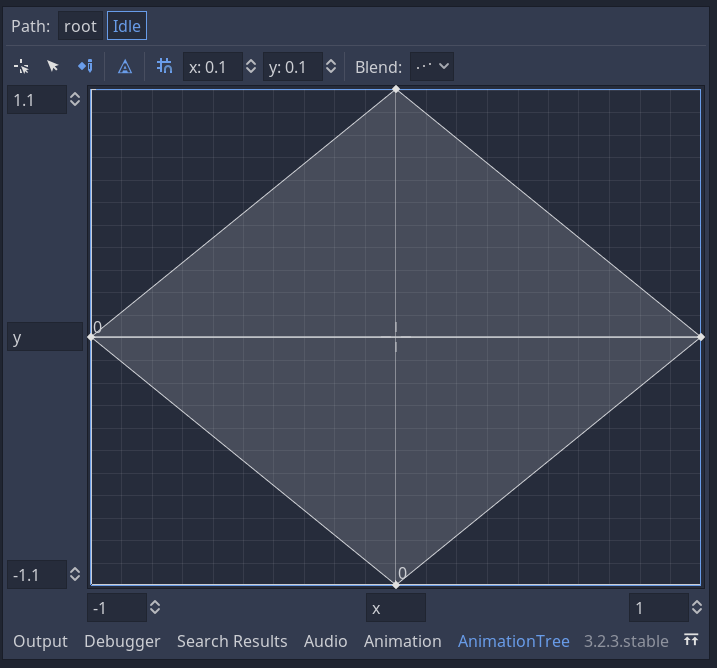 Path: root Idle
x: 0.1 y: 0.1 Blend:
1.1
0
y
0
-1.1
-1 x 1
Output Debugger Search Results Audio Animation AnimationTree 3.2.3.stable